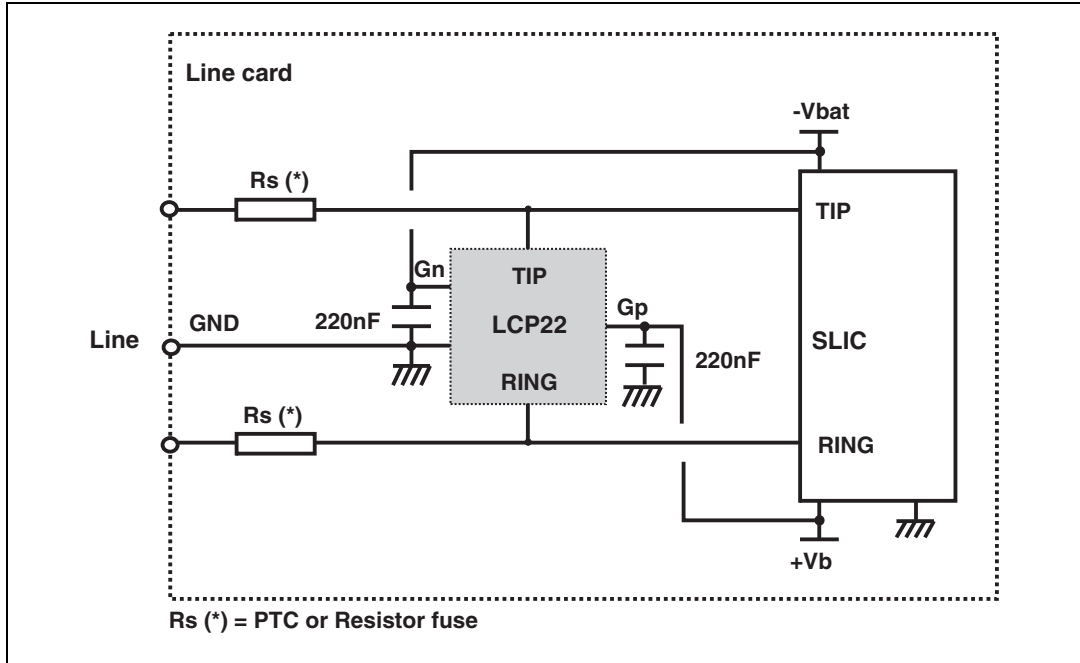 Line card
-Vbat
Rs (*)
TIP
Gn
TIP
Gp
GND
220nF
LCP22
Line
SLIC
220nF
RING
Rs (*)
RING
+Vb
Rs (*) = PTC or Resistor fuse